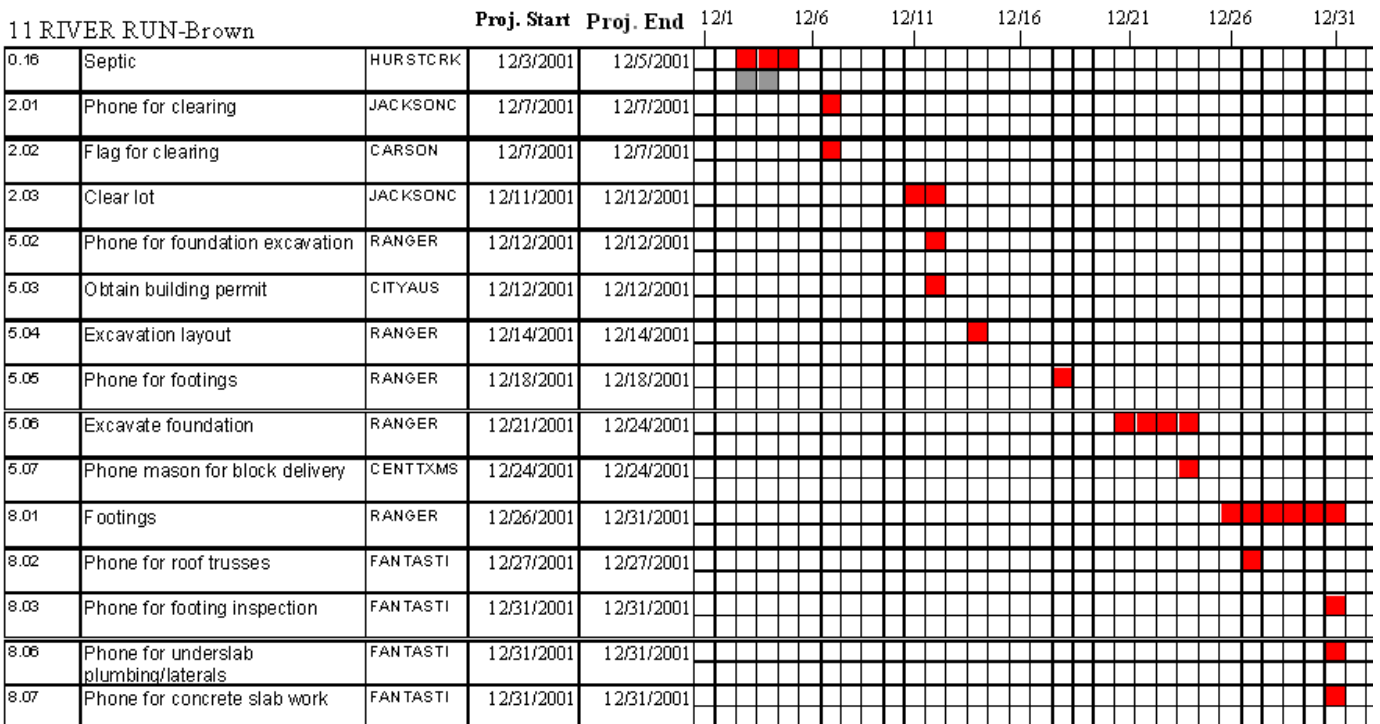 11 RIVER RUN-Brown Proj. Start Proj. End 12/1 12/6 12/11 12/16 12/21 12/26 12/31
0.16 Septic HURSTCRK 12/3/2001 12/5/2001
2.01 Phone for clearing JACKSONC 12/7/2001 12/7/2001
2.02 Flag for clearing CARSON 12/7/2001 12/7/2001
2.03 Clear lot JACKSONC 12/11/2001 12/12/2001
5.02 Phone for foundation excavation RANGER 12/12/2001 12/12/2001
5.03 Obtain building permit CITYAUS 12/12/2001 12/12/2001
5.04 Excavation layout RANGER 12/14/2001 12/14/2001
5.05 Phone for footings RANGER 12/18/2001 12/18/2001
5.06 Excavate foundation RANGER 12/21/2001 12/24/2001
5.07 Phone mason for block delivery CENTTXMS 12/24/2001 12/24/2001
8.01 Footings RANGER 12/26/2001 12/31/2001
8.02 Phone for roof trusses FANTASTI 12/27/2001 12/27/2001
8.03 Phone for footing inspection FANTASTI 12/31/2001 12/31/2001
8.06 Phone for underslab FANTASTI 12/31/2001 12/31/2001
plumbing/laterals
8.07 Phone for concrete slab work FANTASTI 12/31/2001 12/31/2001